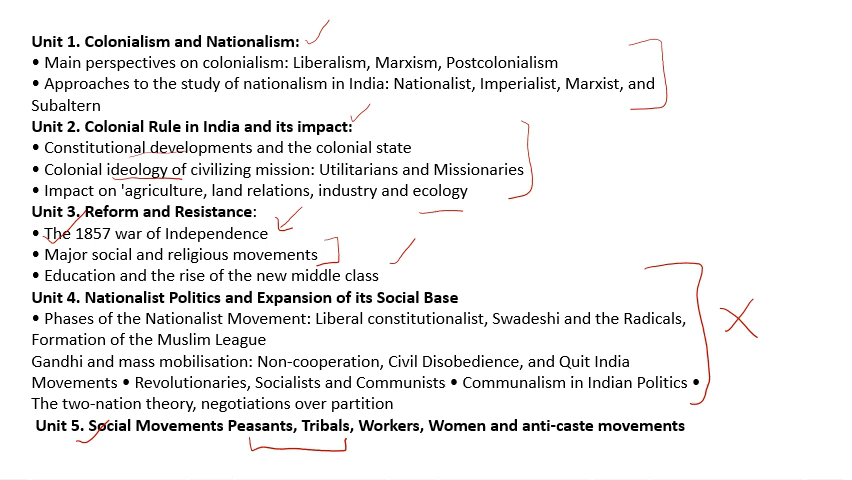 Unit 1. Colonialism and Nationalism:
• Main perspectives on colonialism: Liberalism, Marxism, Postcolonialism
• Approaches to the study of nationalism in India: Nationalist, Imperialist, Marxist, and
Subaltern
Unit 2. Colonial Rule in India and its impact:
• Constitutional developments and the colonial state
• Colonial ideology of civilizing mission: Utilitarians and Missionaries
• Impact on 'agriculture, land relations, industry and ecology
Unit 3. Reform and Resistance:
• The 1857 war of Independence
• Major social and religious movements
• Education and the rise of the new middle class
Unit 4. Nationalist Politics and Expansion of its Social Base
• Phases of the Nationalist Movement: Liberal constitutionalist, Swadeshi and the Radicals,
Formation of the Muslim League
Gandhi and mass mobilisation: Non-cooperation, Civil Disobedience, and Quit India
Movements • Revolutionaries, Socialists and Communists • Communalism in Indian Politics •
The two-nation theory, negotiations over partition
Unit 5. Social Movements Peasants, Tribals, Workers, Women and anti-caste movements